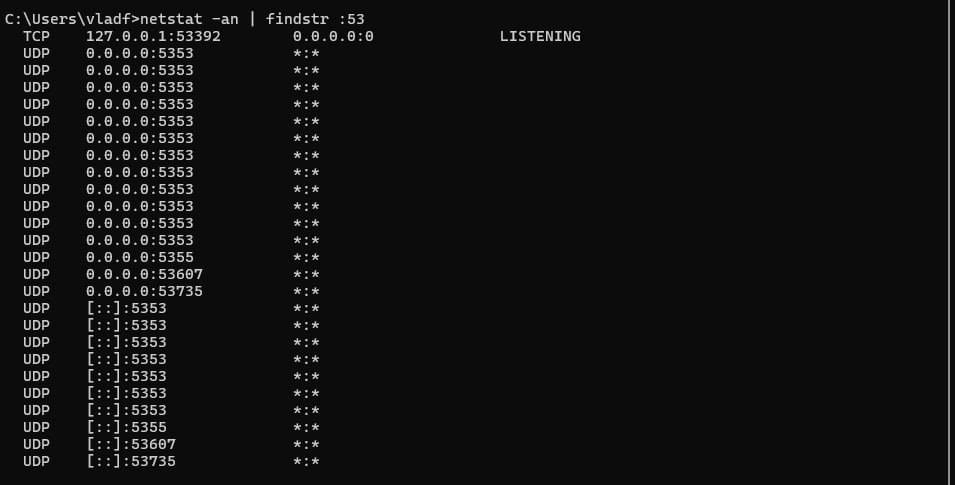 C:\Users\vladf>netstat -an | findstr :53
  TCP    127.0.0.1:53392        0.0.0.0:0              LISTENING
  UDP    0.0.0.0:5353           *:*
  UDP    0.0.0.0:5353           *:*
  UDP    0.0.0.0:5353           *:*
  UDP    0.0.0.0:5353           *:*
  UDP    0.0.0.0:5353           *:*
  UDP    0.0.0.0:5353           *:*
  UDP    0.0.0.0:5353           *:*
  UDP    0.0.0.0:5353           *:*
  UDP    0.0.0.0:5353           *:*
  UDP    0.0.0.0:5353           *:*
  UDP    0.0.0.0:5353           *:*
  UDP    0.0.0.0:5353           *:*
  UDP    0.0.0.0:5355           *:*
  UDP    0.0.0.0:53607          *:*
  UDP    0.0.0.0:53735          *:*
  UDP    [::]:5353              *:*
  UDP    [::]:5353              *:*
  UDP    [::]:5353              *:*
  UDP    [::]:5353              *:*
  UDP    [::]:5353              *:*
  UDP    [::]:5353              *:*
  UDP    [::]:5353              *:*
  UDP    [::]:5355              *:*
  UDP    [::]:53607             *:*
  UDP    [::]:53735             *:*